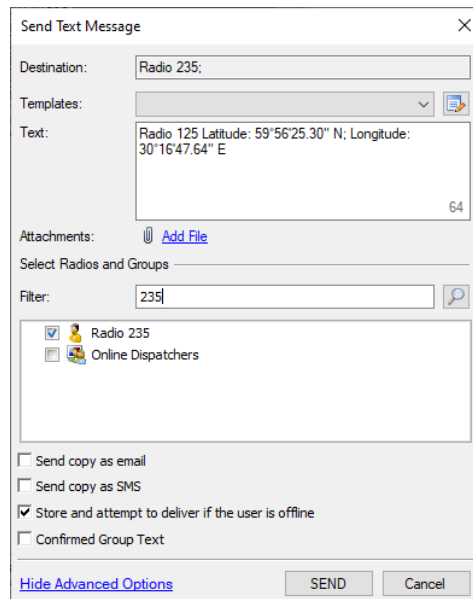 Send Text Message
Destination: Radio 235;
Templates:
Text: Radio 125 Latitude: 59°56'25.30" N; Longitude:
30°16'47.64" E
64
Attachments: Add File
Select Radios and Groups
Filter: 235
Radio 235
Online Dispatchers
Send copy as email
Send copy as SMS
Store and attempt to deliver if the user is offline
Confirmed Group Text
Hide Advanced Options SEND Cancel